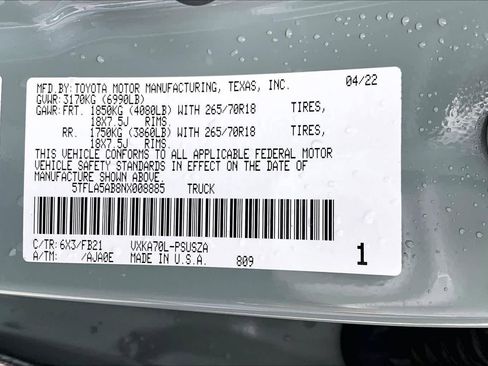 MFD.BY:TOYOTA MOTOR MANUFACTURING, TEXAS, INC. 04/22
GVWR:3170KG (6990LB)
GAWR:FRT. 1850KG (4080LB) WITH 265/70R18 TIRES,
18X7.5J RIMS.
RR. 1750KG (3860LB) WITH 265/70R18 TIRES,
18X7.5J RIMS.
THIS VEHICLE CONFORMS TO ALL APPLICABLE FEDERAL MOTOR
VEHICLE SAFETY STANDARDS IN EFFECT ON THE DATE OF
MANUFACTURE SHOWN ABOVE.
5TFLA5AB8NX008885 TRUCK
C/TR:6X3/FB21 VXKA70L-PSUSZA
A/TM: /AJA0E MADE IN U.S.A. 809 1